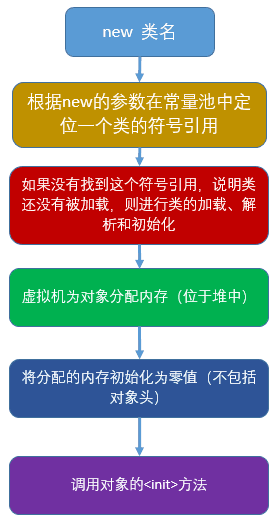 new 类名
根据new的参数在常量池中定
位一个类的符号引用
如果没有找到这个符号引用，说明类
还没有被加载，则进行类的加载、
解析和初始化
虚拟机为对象分配内存（位于堆中）
将分配的内存初始化为零值（不包括
对象头）
调用对象的<init>方法